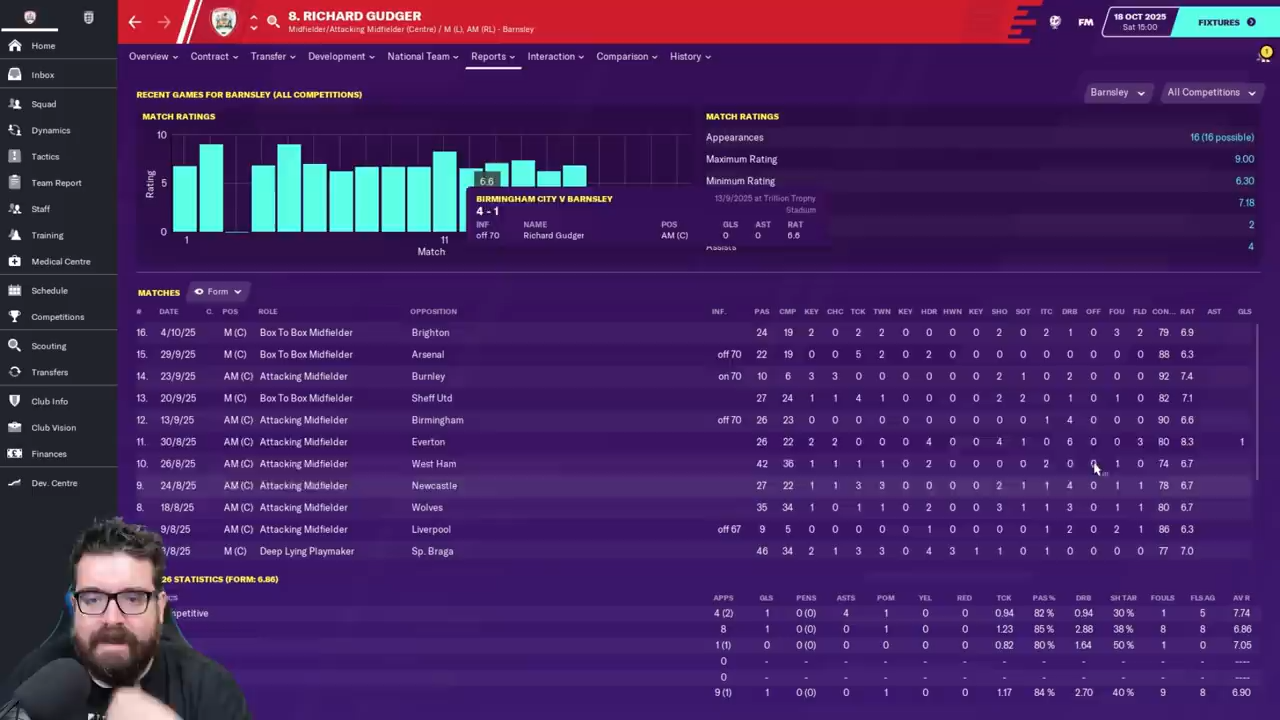 8. RICHARD GUDGER
Midfielder/Attacking Midfielder (Centre) / M (L), AM (RL) - Barnsley
FM
18 OCT 2025
Sat 15:00
FIXTURES
Home
Inbox
Squad
Dynamics
Tactics
Team Report
Staff
Training
Medical Centre
Schedule
Competitions
Scouting
Transfers
Club Info
Club Vision
Finances
Dev. Centre
Overview Contract Transfer Development National Team Reports Interaction Comparison History
1
RECENT GAMES FOR BARNSLEY (ALL COMPETITIONS)
Barnsley All Competitions
MATCH RATINGS
10
5
0
Rating
1 11
Match
6.6
BIRMINGHAM CITY V BARNSLEY
4 - 1
13/9/2025 at Trillion Trophy
Stadium
INF NAME POS GLS AST RAT
off 70 Richard Gudger AM (C) 0 0 6.6
MATCH RATINGS
Appearances 16 (16 possible)
Maximum Rating 9.00
Minimum Rating 6.30
7.18
2
Assists 4
MATCHES Form
# DATE C. POS ROLE OPPOSITION INF. PAS CMP KEY CHC TCK TWN KEY HDR HWN KEY SHO SOT ITC DRB OFF FOU FLD CON... RAT AST GLS
16. 4/10/25 M (C) Box To Box Midfielder Brighton 24 19 2 0 2 2 0 0 0 0 2 0 2 1 0 3 2 79 6.9
15. 29/9/25 M (C) Box To Box Midfielder Arsenal off 70 22 19 0 0 5 2 0 2 0 0 0 0 2 0 0 0 0 88 6.3
14. 23/9/25 AM (C) Attacking Midfielder Burnley on 70 10 6 3 3 0 0 0 0 0 0 2 1 0 2 0 0 0 92 7.4
13. 20/9/25 M (C) Box To Box Midfielder Sheff Utd 27 24 1 1 4 1 0 0 0 0 2 2 0 1 0 1 0 82 7.1
12. 13/9/25 AM (C) Attacking Midfielder Birmingham off 70 26 23 0 0 0 0 0 0 0 0 0 0 1 4 0 0 0 90 6.6
11. 30/8/25 AM (C) Attacking Midfielder Everton 26 22 2 2 0 0 0 4 0 0 4 1 0 6 0 0 3 80 8.3 1
10. 26/8/25 AM (C) Attacking Midfielder West Ham 42 36 1 1 1 1 0 2 0 0 0 0 2 0 0 1 0 74 6.7
9. 24/8/25 AM (C) Attacking Midfielder Newcastle 27 22 1 1 3 3 0 0 0 0 2 1 1 4 0 1 1 78 6.7
8. 18/8/25 AM (C) Attacking Midfielder Wolves 35 34 1 0 1 1 0 2 0 0 3 1 1 3 0 1 1 80 6.7
9/8/25 AM (C) Attacking Midfielder Liverpool off 67 9 5 0 0 0 0 0 1 0 0 0 0 1 2 0 2 0 86 6.3
/8/25 M (C) Deep Lying Playmaker Sp. Braga 46 34 2 1 3 3 0 4 3 1 1 0 1 0 0 0 0 77 7.0
26 STATISTICS (FORM: 6.86)
APPS GLS PENS ASTS POM YEL RED TCK PAS % DRB SH TAR FOULS FLS AG AV R
4 (2) 1 0 (0) 4 1 0 0 0.94 82 % 0.94 30 % 1 5 7.74
8 1 0 (0) 0 1 0 0 1.23 85 % 2.88 38 % 8 8 6.86
1 (1) 0 0 (0) 0 0 0 0 0.82 80 % 1.64 50 % 1 0 7.05
0 - - - - - - - - - - - - ----
0 - - - - - - - - - - - - ----
9 (1) 1 0 (0) 0 1 0 0 1.17 84 % 2.70 40 % 9 8 6.90